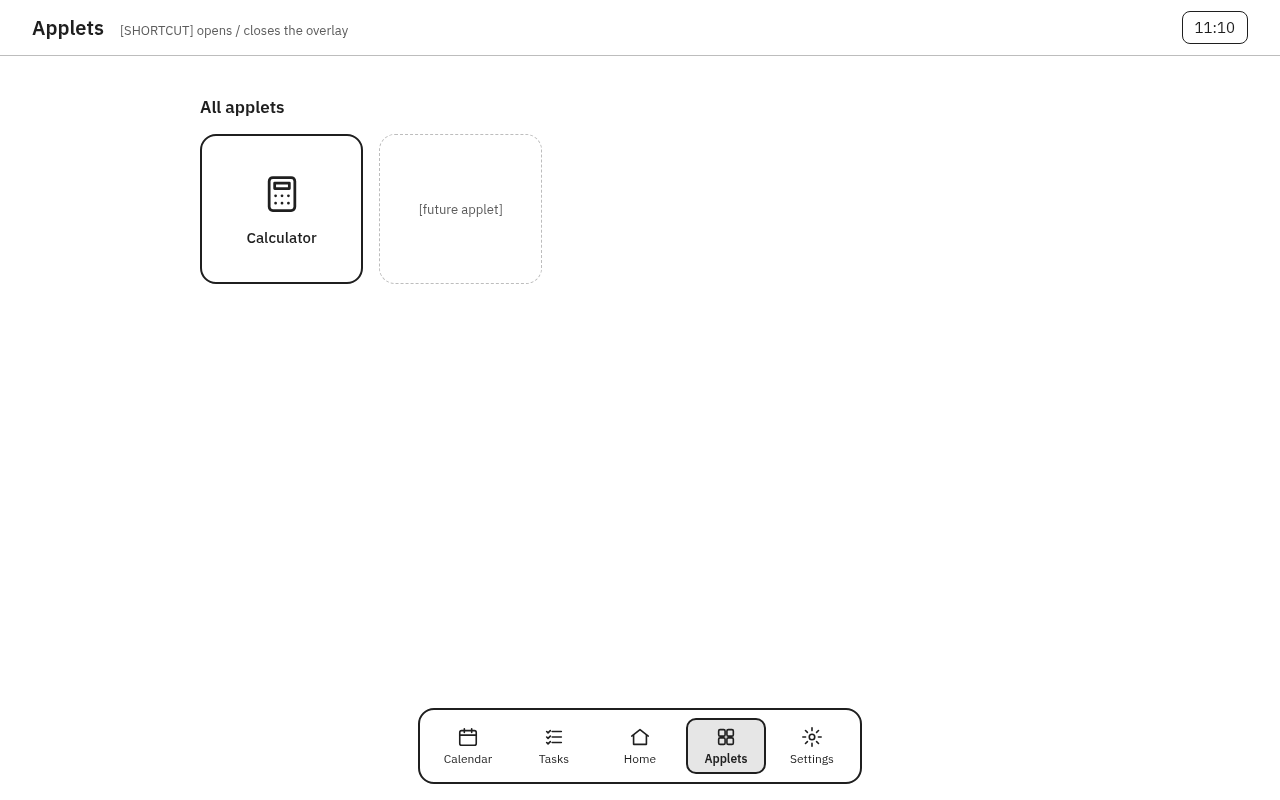 Applets
[SHORTCUT] opens / closes the overlay
11:10
All applets
Calculator
[future applet]
Calendar
Tasks
Home
Applets
Settings